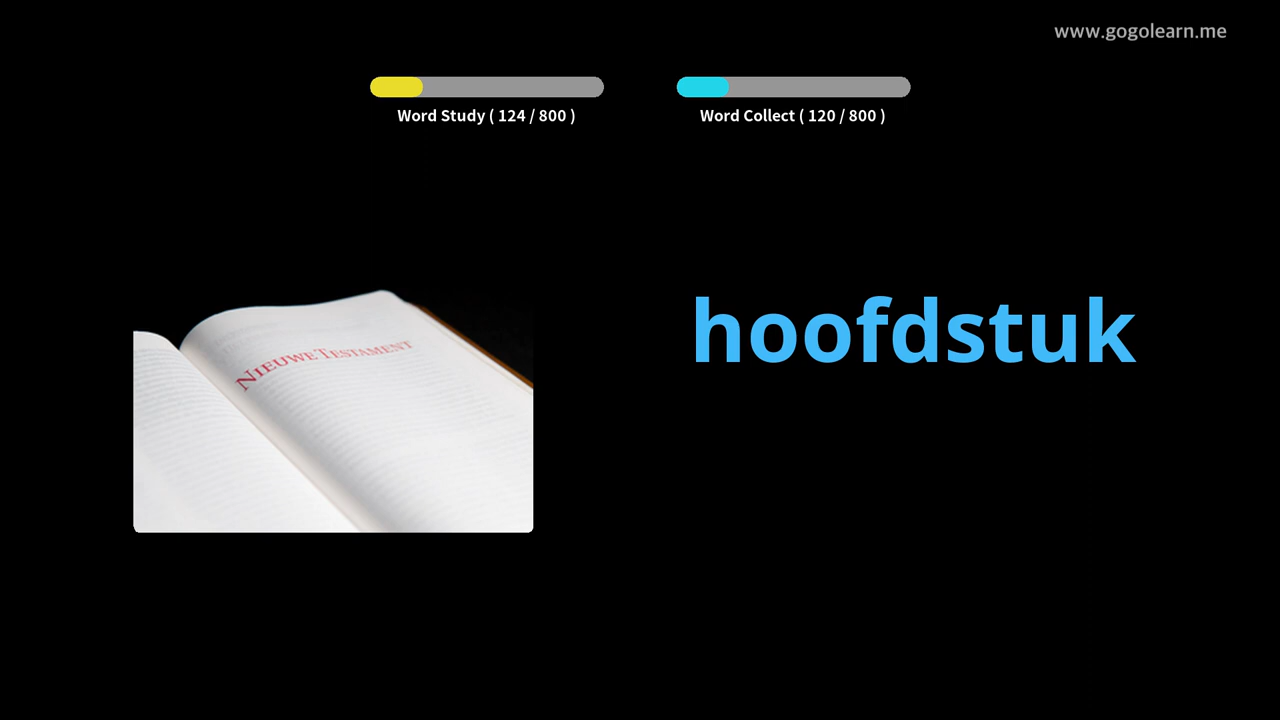 www.gogolearn.me
Word Study ( 124 / 800 )
Word Collect ( 120 / 800 )
NIEUWE TESTAMENT
hoofdstuk